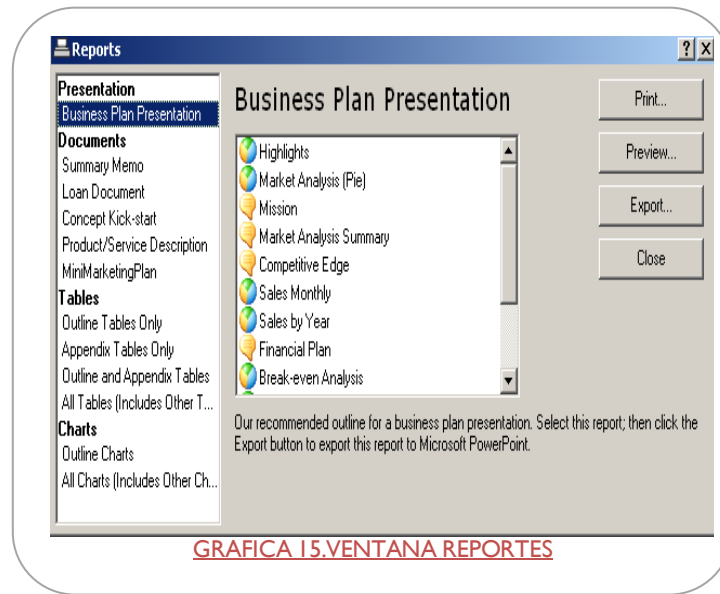 Reports
Presentation
Business Plan Presentation
Documents
Summary Memo
Loan Document
Concept Kick-start
Product/Service Description
MiniMarketingPlan
Tables
Outline Tables Only
Appendix Tables Only
Outline and Appendix Tables
All Tables (Includes Other T...
Charts
Outline Charts
All Charts (Includes Other Ch...
Business Plan Presentation
Highlights
Market Analysis (Pie)
Mission
Market Analysis Summary
Competitive Edge
Sales Monthly
Sales by Year
Financial Plan
Break-even Analysis
Our recommended outline for a business plan presentation. Select this report; then click the
Export button to export this report to Microsoft PowerPoint.
Print...
Preview...
Export...
Close
GRAFICA 15.VENTANA REPORTES